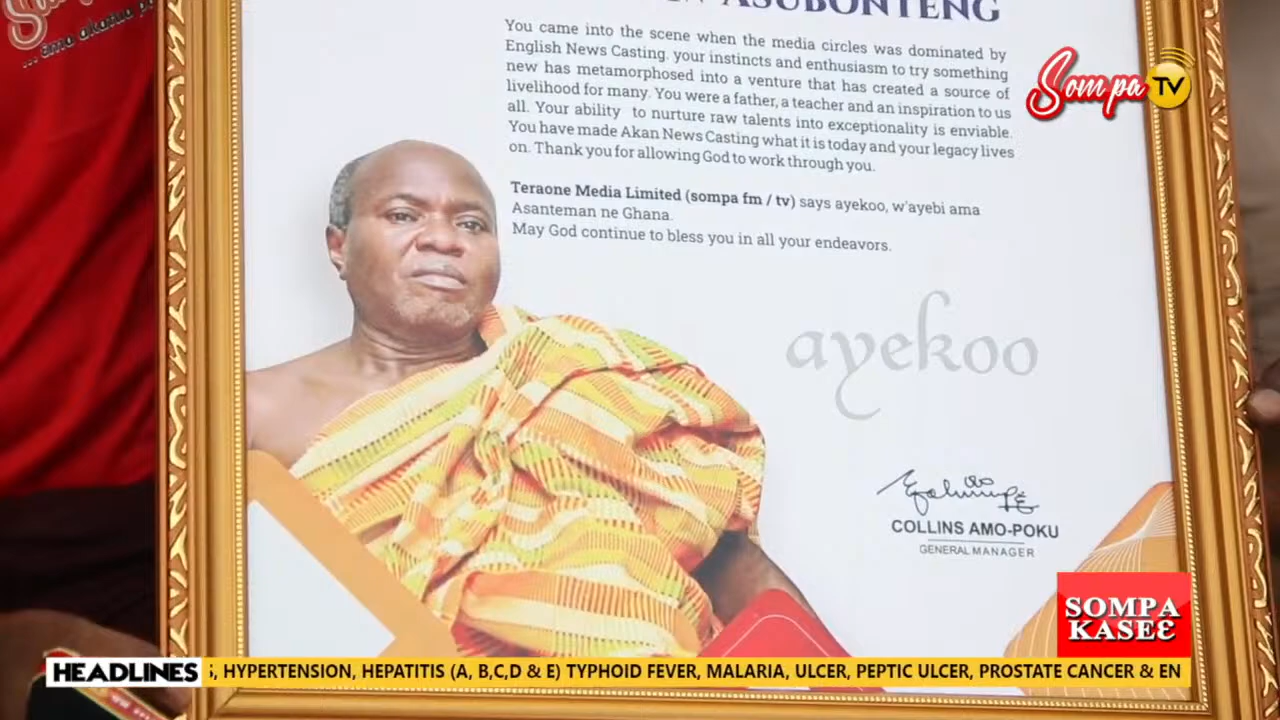 Som
... ama akatua pa
ASUBONTENG
You came into the scene when the media circles was dominated by
English News Casting. your instincts and enthusiasm to try something
new has metamorphosed into a venture that has created a source of
livelihood for many. You were a father, a teacher and an inspiration to us
all. Your ability to nurture raw talents into exceptionality is enviable.
You have made Akan News Casting what it is today and your legacy lives
on. Thank you for allowing God to work through you.
Teraone Media Limited (sompa fm / tv) says ayekoo, w'ayebi ama
Asanteman ne Ghana.
May God continue to bless you in all your endeavors.
ayekoo
COLLINS AMO-POKU
GENERAL MANAGER
Sompa TV
SOMPA
KASEƐ
HEADLINES , HYPERTENSION, HEPATITIS (A, B,C,D & E) TYPHOID FEVER, MALARIA, ULCER, PEPTIC ULCER, PROSTATE CANCER & EN